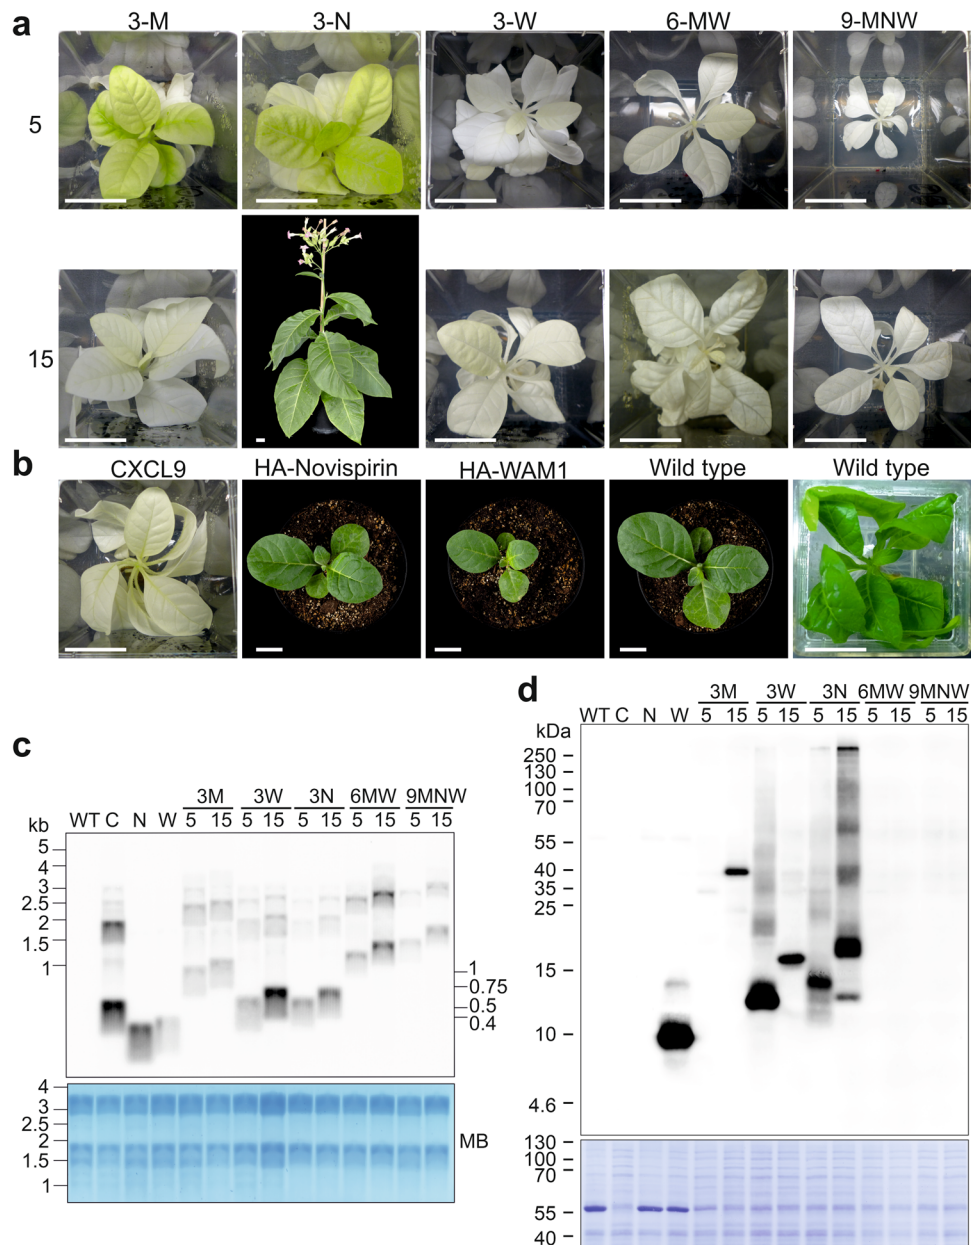 a
3-M 3-N 3-W 6-MW 9-MNW
5
15
b
CXCL9 HA-Novispirin HA-WAM1 Wild type Wild type
c
3M 3W 3N 6MW 9MNW
kb WT C N W 5 15 5 15 5 15 5 15 5 15
5
4
3
2.5
2
1.5
1
1
0.75
0.5
0.4
4
3
2.5
2
1.5
1
MB
d
3M 3W 3N 6MW 9MNW
WT C N W 5 15 5 15 5 15 5 15 5 15
kDa
250
130
100
70
55
40
35
25
15
10
4.6
130
100
70
55
40